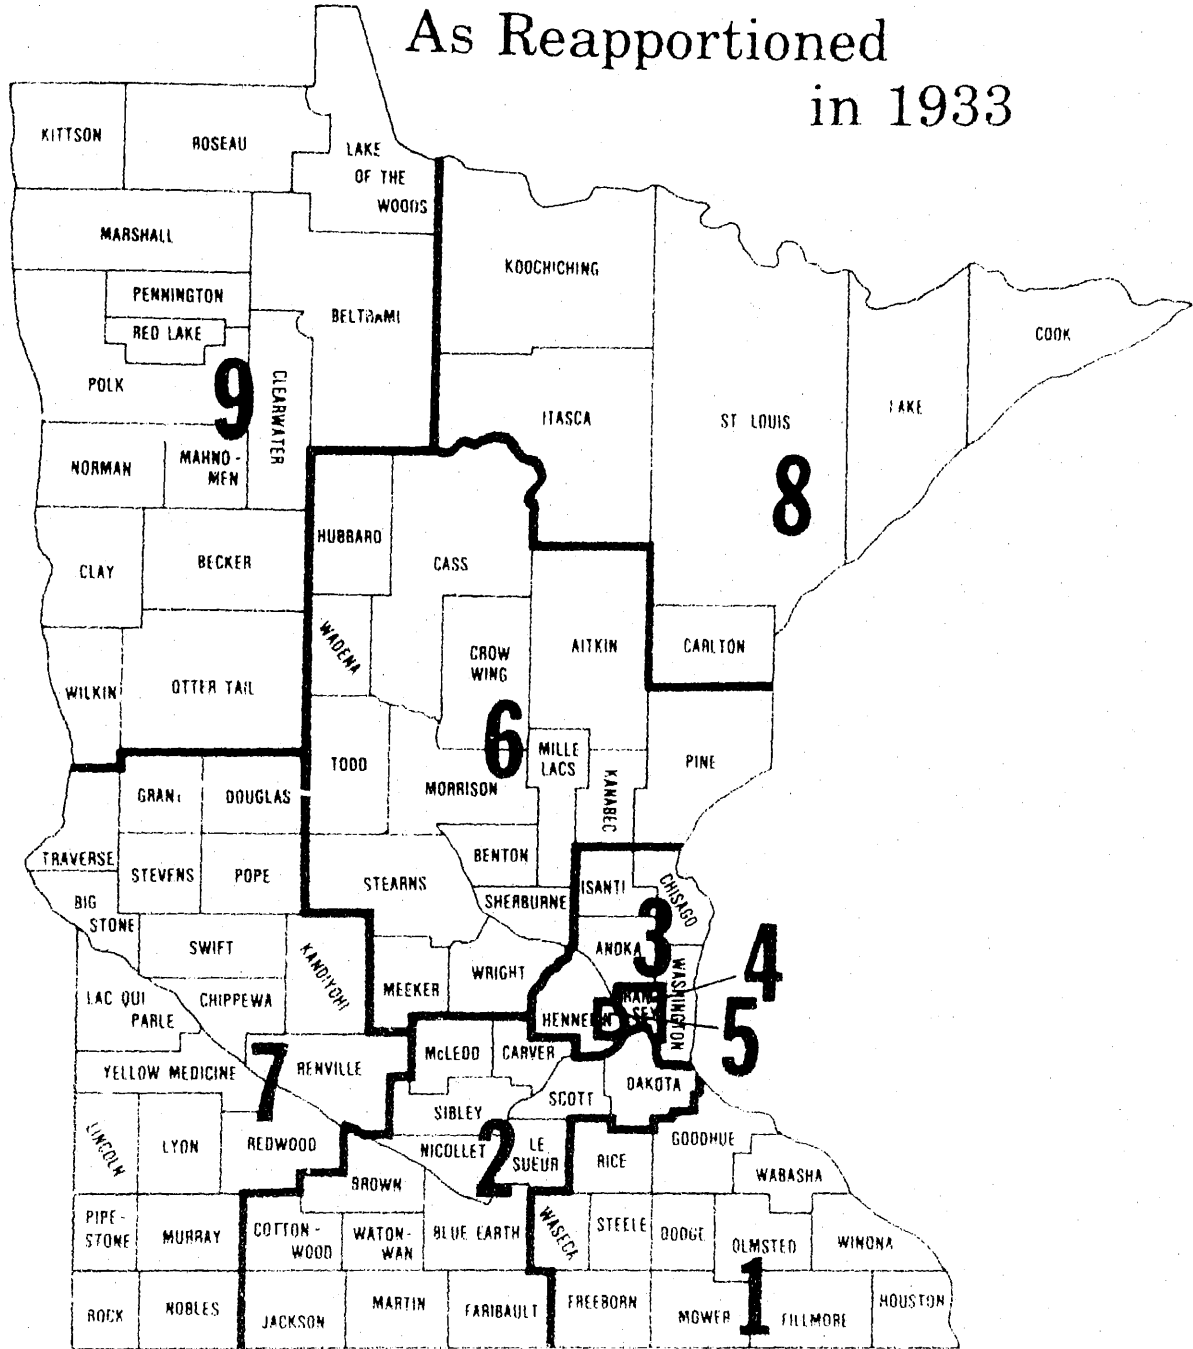 As Reapportioned
in 1933
KITTSON
ROSEAU
LAKE
OF THE
WOODS
MARSHALL
KOOCHICHING
PENNINGTON
BELTRAMI
RED LAKE
COOK
POLK
9
CLEARWATER
ITASCA
ST LOUIS
LAKE
NORMAN
MAHNO-
MEN
8
HUBBARD
CLAY
BECKER
CASS
WADENA
CROW
WING
AITKIN
CARLTON
WILKIN
OTTER TAIL
6
TODD
MILLE
LACS
PINE
MORRISON
KANABEC
GRANT
DOUGLAS
TRAVERSE
STEVENS
POPE
STEARNS
BENTON
ISANTI
CHISAGO
BIG
STONE
SHERBURNE
SWIFT
KANDIYOHI
ANOKA
3
4
WRIGHT
WASHINGTON
MEEKER
LAC QUI
PARLE
CHIPPEWA
RAM-
SEY
HENNEPIN
5
McLEOD
CARVER
YELLOW MEDICINE
7
RENVILLE
DAKOTA
SCOTT
SIBLEY
LINCOLN
LYON
REDWOOD
NICOLLET
2
LE
SUEUR
RICE
GOODHUE
WABASHA
BROWN
PIPE-
STONE
MURRAY
COTTON-
WOOD
WATON-
WAN
BLUE EARTH
WASECA
STEELE
DODGE
OLMSTED
WINONA
ROCK
NOBLES
JACKSON
MARTIN
FARIBAULT
FREEBORN
MOWER
1
FILLMORE
HOUSTON